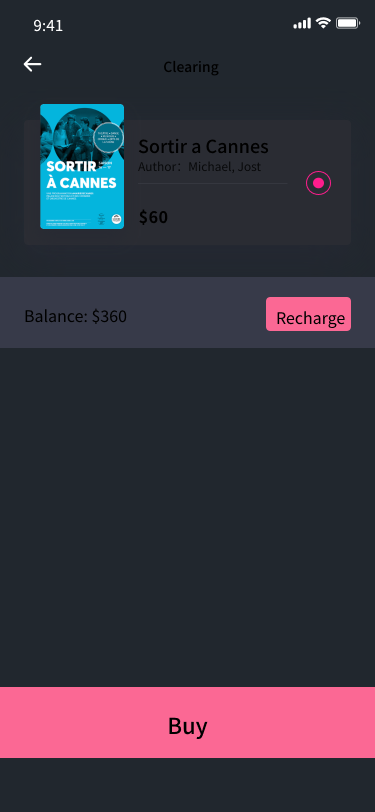 9:41
Clearing
SORTIR
À CANNES
Sortir a Cannes
Author：Michael, Jost
$60
Balance: $360
Recharge
Buy